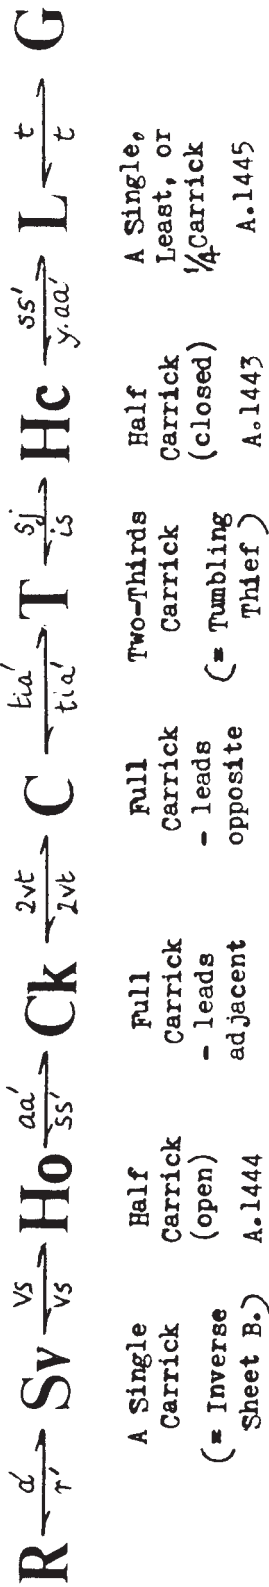 R d r' Sv vs vs Ho aa' ss' Ck 2vt 2vt C tia' tia' T sj is Hc ss' y.aa' L t t G
A Single
Carrick
(= Inverse
Sheet B.)
Half
Carrick
(open)
A.1444
Full
Carrick
- leads
adjacent
Full
Carrick
- leads
opposite
Two-Thirds
Carrick
(= Tumbling
Thief)
Half
Carrick
(closed)
A.1443
A Single,
Least, or
¼Carrick
A.1445